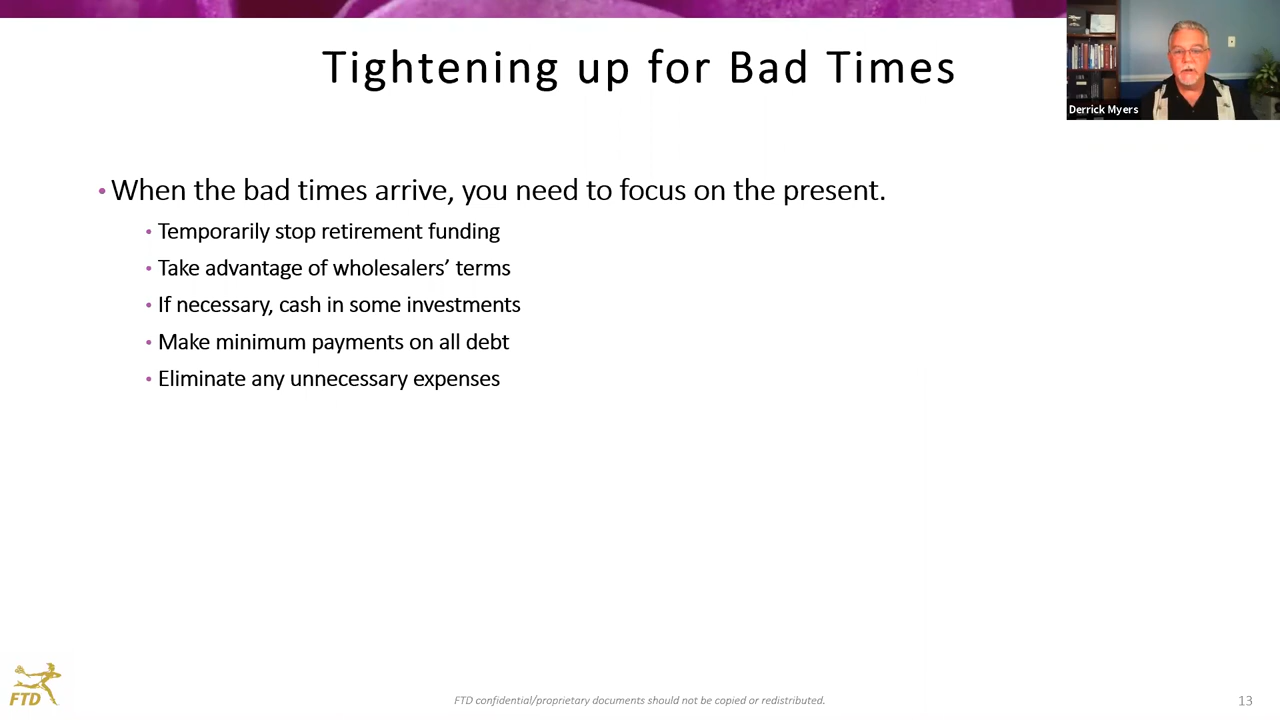 Tightening up for Bad Times
Derrick Myers
• When the bad times arrive, you need to focus on the present.
• Temporarily stop retirement funding
• Take advantage of wholesalers’ terms
• If necessary, cash in some investments
• Make minimum payments on all debt
• Eliminate any unnecessary expenses
FTD
FTD confidential/proprietary documents should not be copied or redistributed.
13